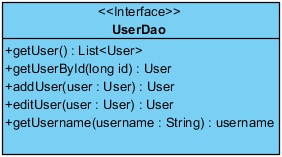 <<Interface>>
UserDao
+getUser() : List<User>
+getUserById(long id) : User
+addUser(user : User) : User
+editUser(user : User) : User
+getUsername(username : String) : username